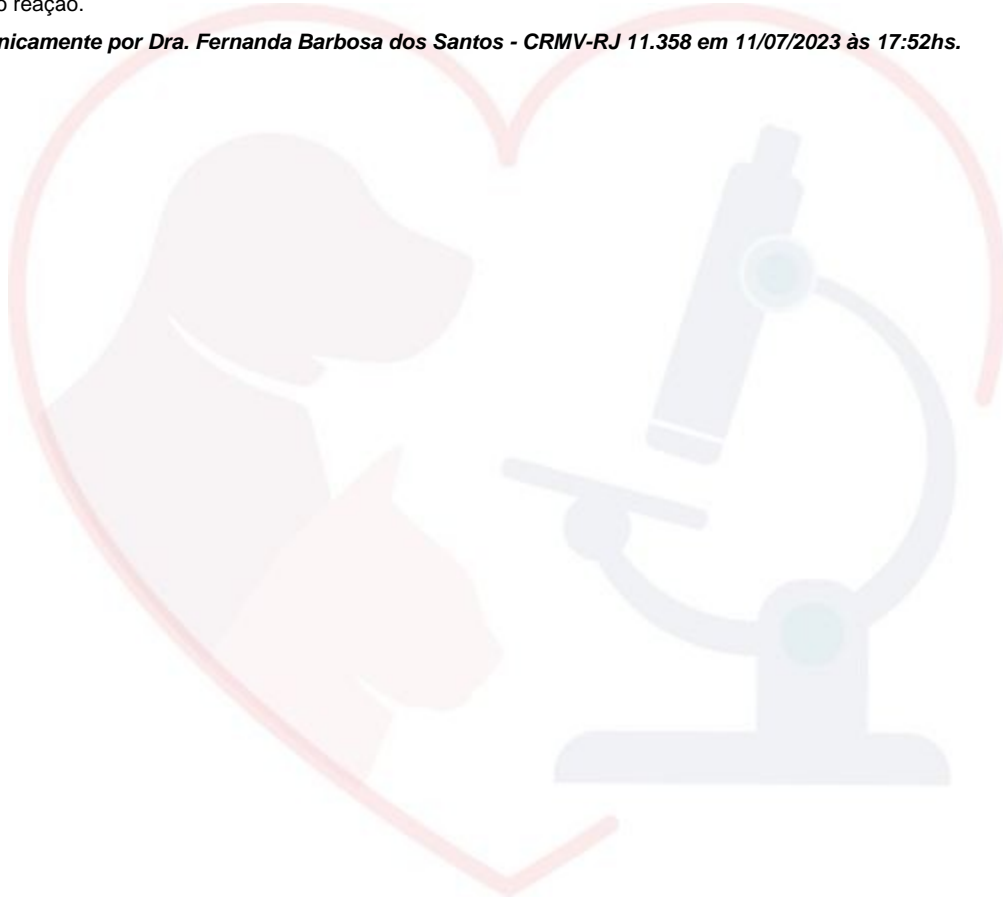 o reação.
nicamente por Dra. Fernanda Barbosa dos Santos - CRMV-RJ 11.358 em 11/07/2023 às 17:52hs.